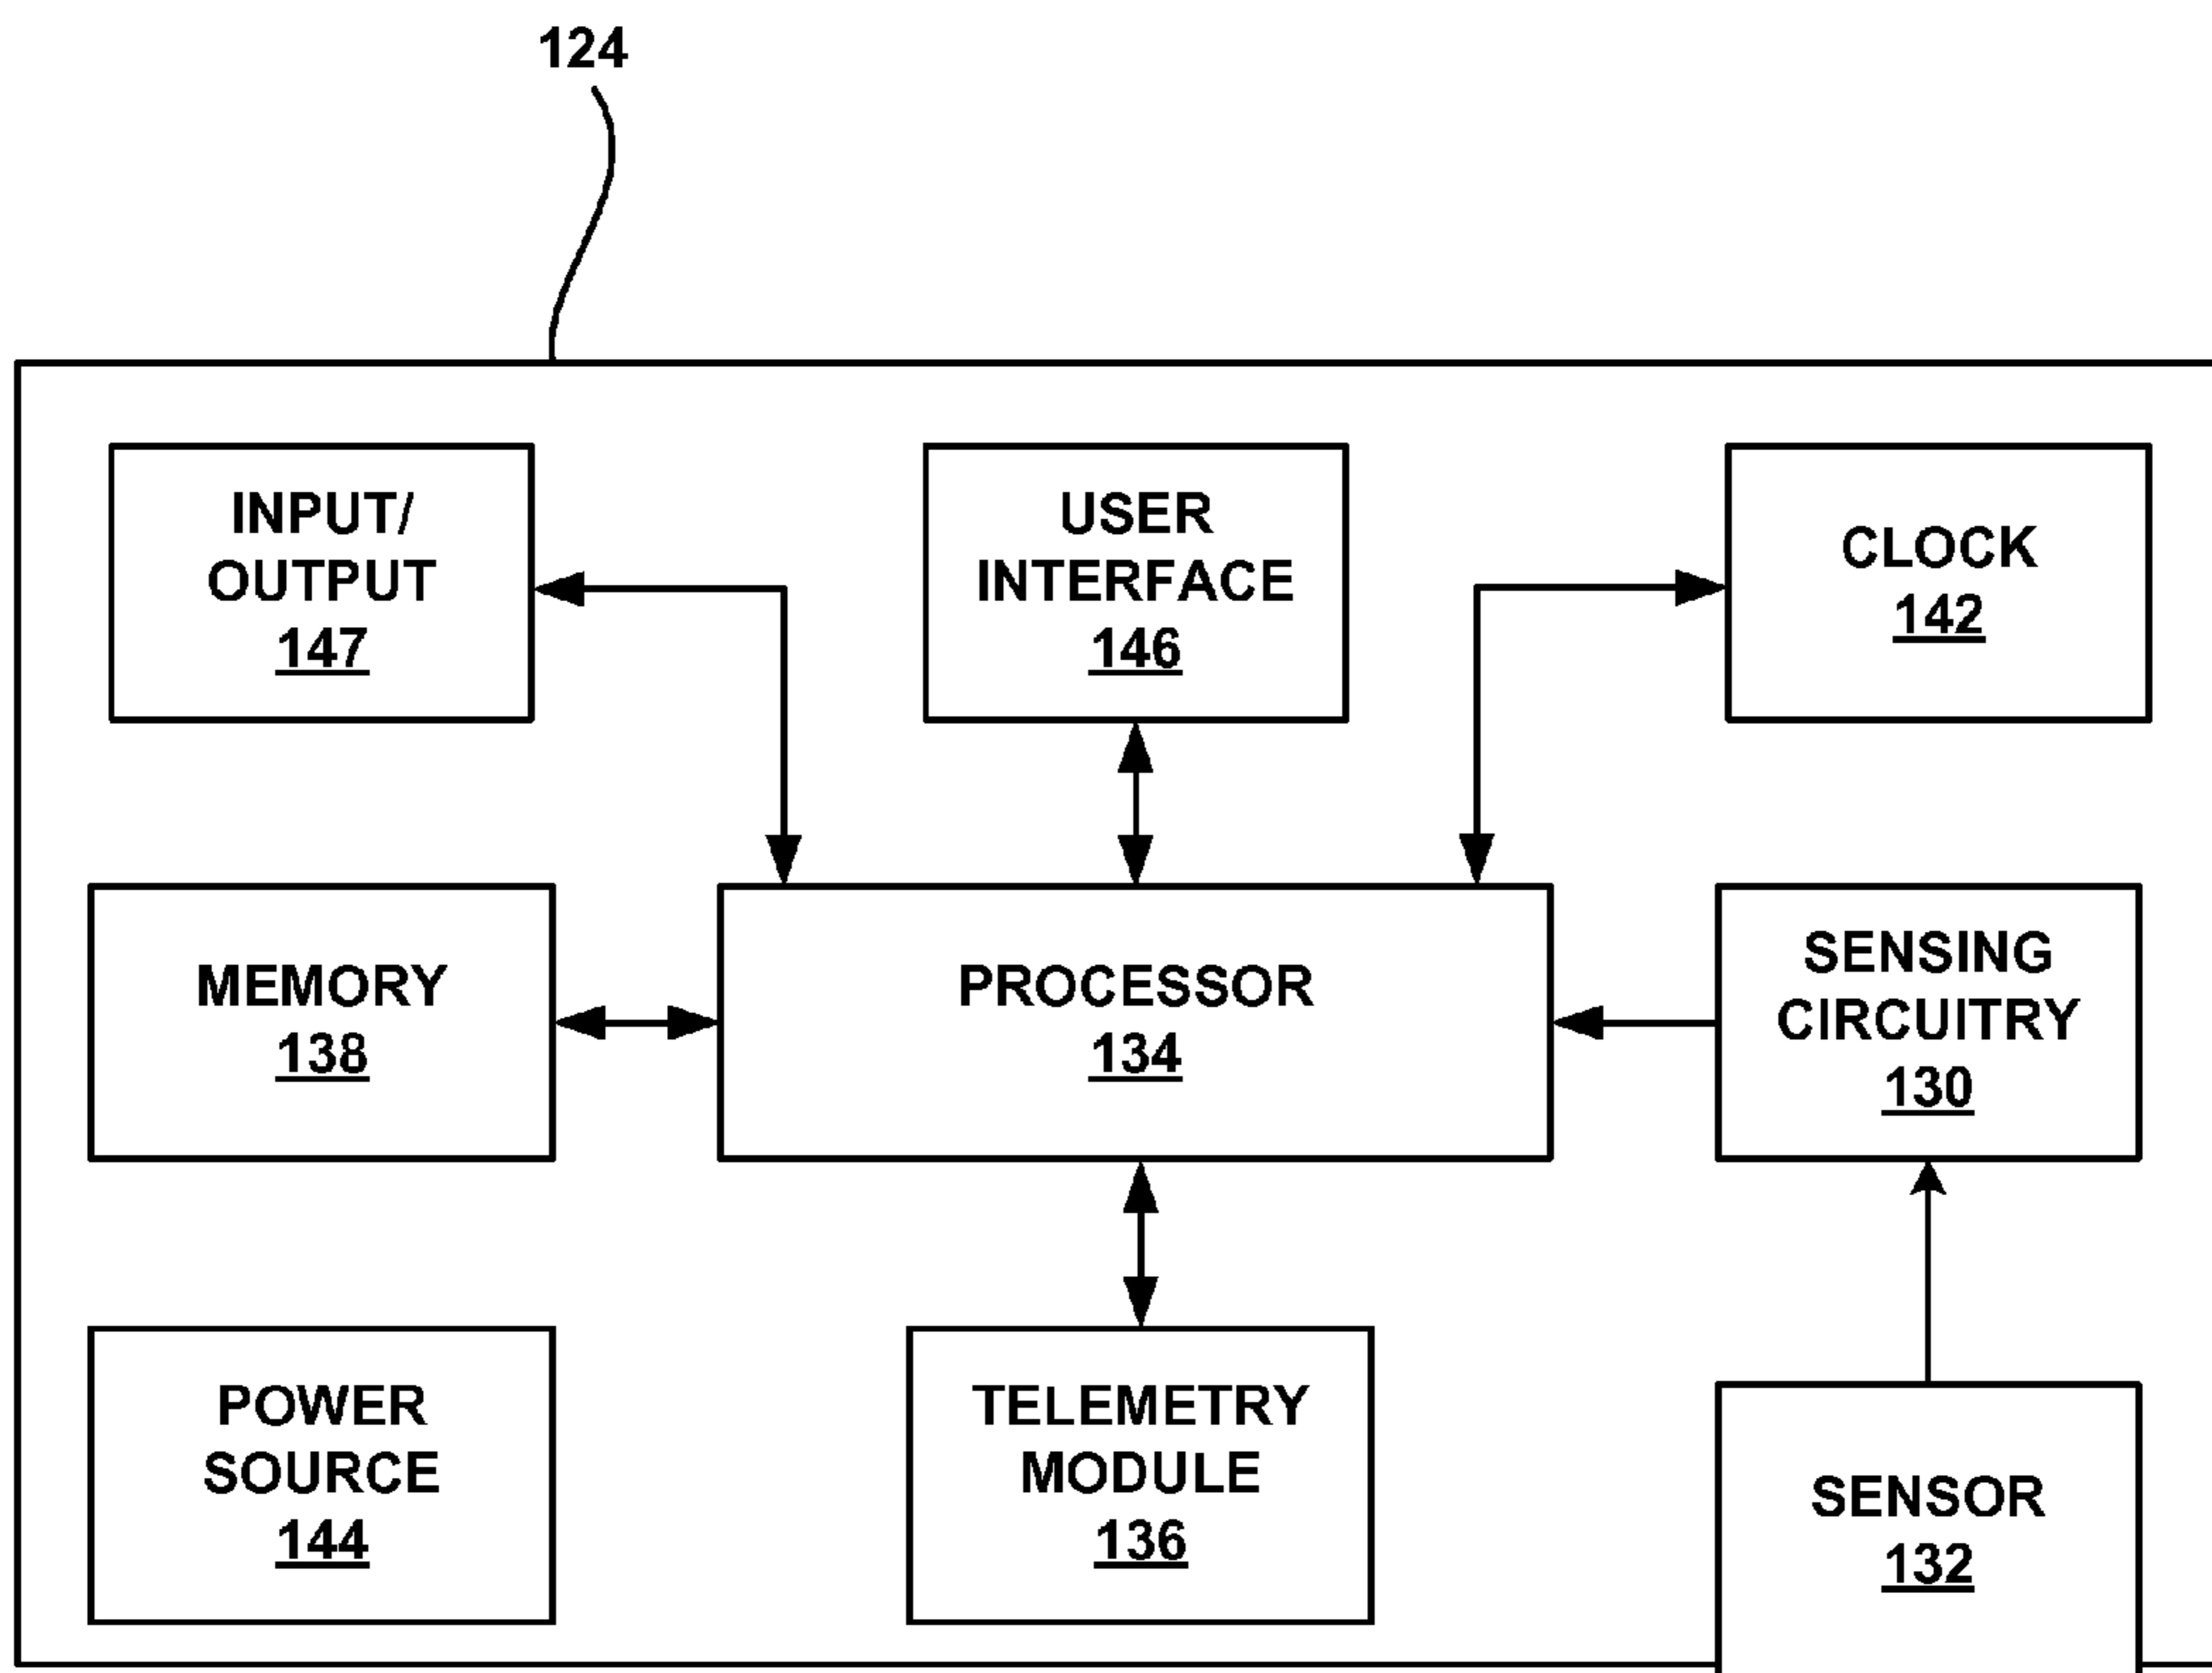 124
INPUT/
OUTPUT
147
USER
INTERFACE
146
CLOCK
142
MEMORY
138
PROCESSOR
134
SENSING
CIRCUITRY
130
POWER
SOURCE
144
TELEMETRY
MODULE
136
SENSOR
132